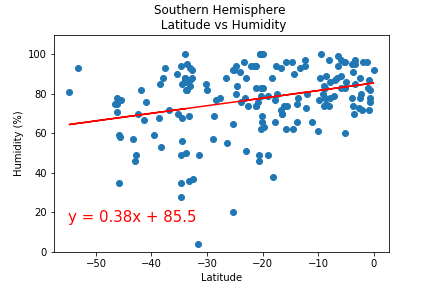 Southern Hemisphere
Latitude vs Humidity
Humidity (%)
100
80
60
40
20
0
y = 0.38x + 85.5
−50
−40
−30
−20
−10
0
Latitude